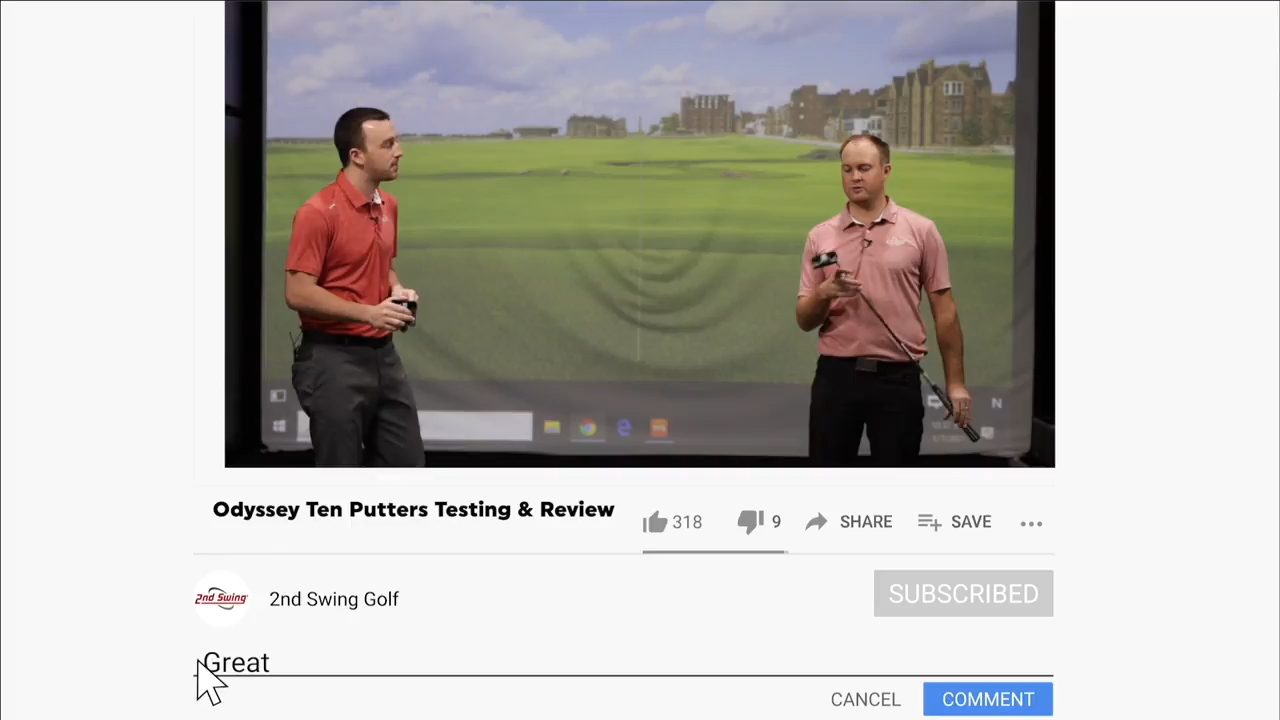 N
Odyssey Ten Putters Testing & Review
318
9
SHARE
SAVE
2nd Swing
2nd Swing Golf
SUBSCRIBED
Great
CANCEL
COMMENT